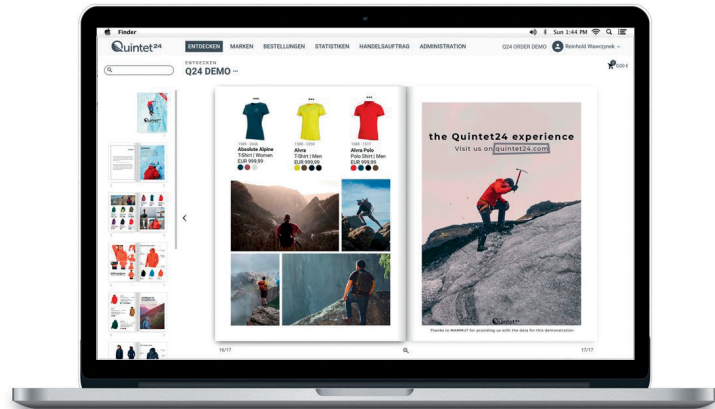 Finder
Sun 1:44 PM
Quintet24
ENTDECKEN MARKEN BESTELLUNGEN STATISTIKEN HANDELSAUFTRAG ADMINISTRATION
Q24 ORDER DEMO Reinhold Wawrzynek
ENTDECKEN
Q24 DEMO
0,00 €
Absolute Alpine
T-Shirt | Women
EUR 999,99
Alvra
T-Shirt | Men
EUR 999,99
Alvra Polo
Polo Shirt | Men
EUR 999,99
the Quintet24 experience
Visit us on quintet24.com
Quintet24
Thanks to MAMMUT for providing us with the data for this demonstration.
16/17
17/17